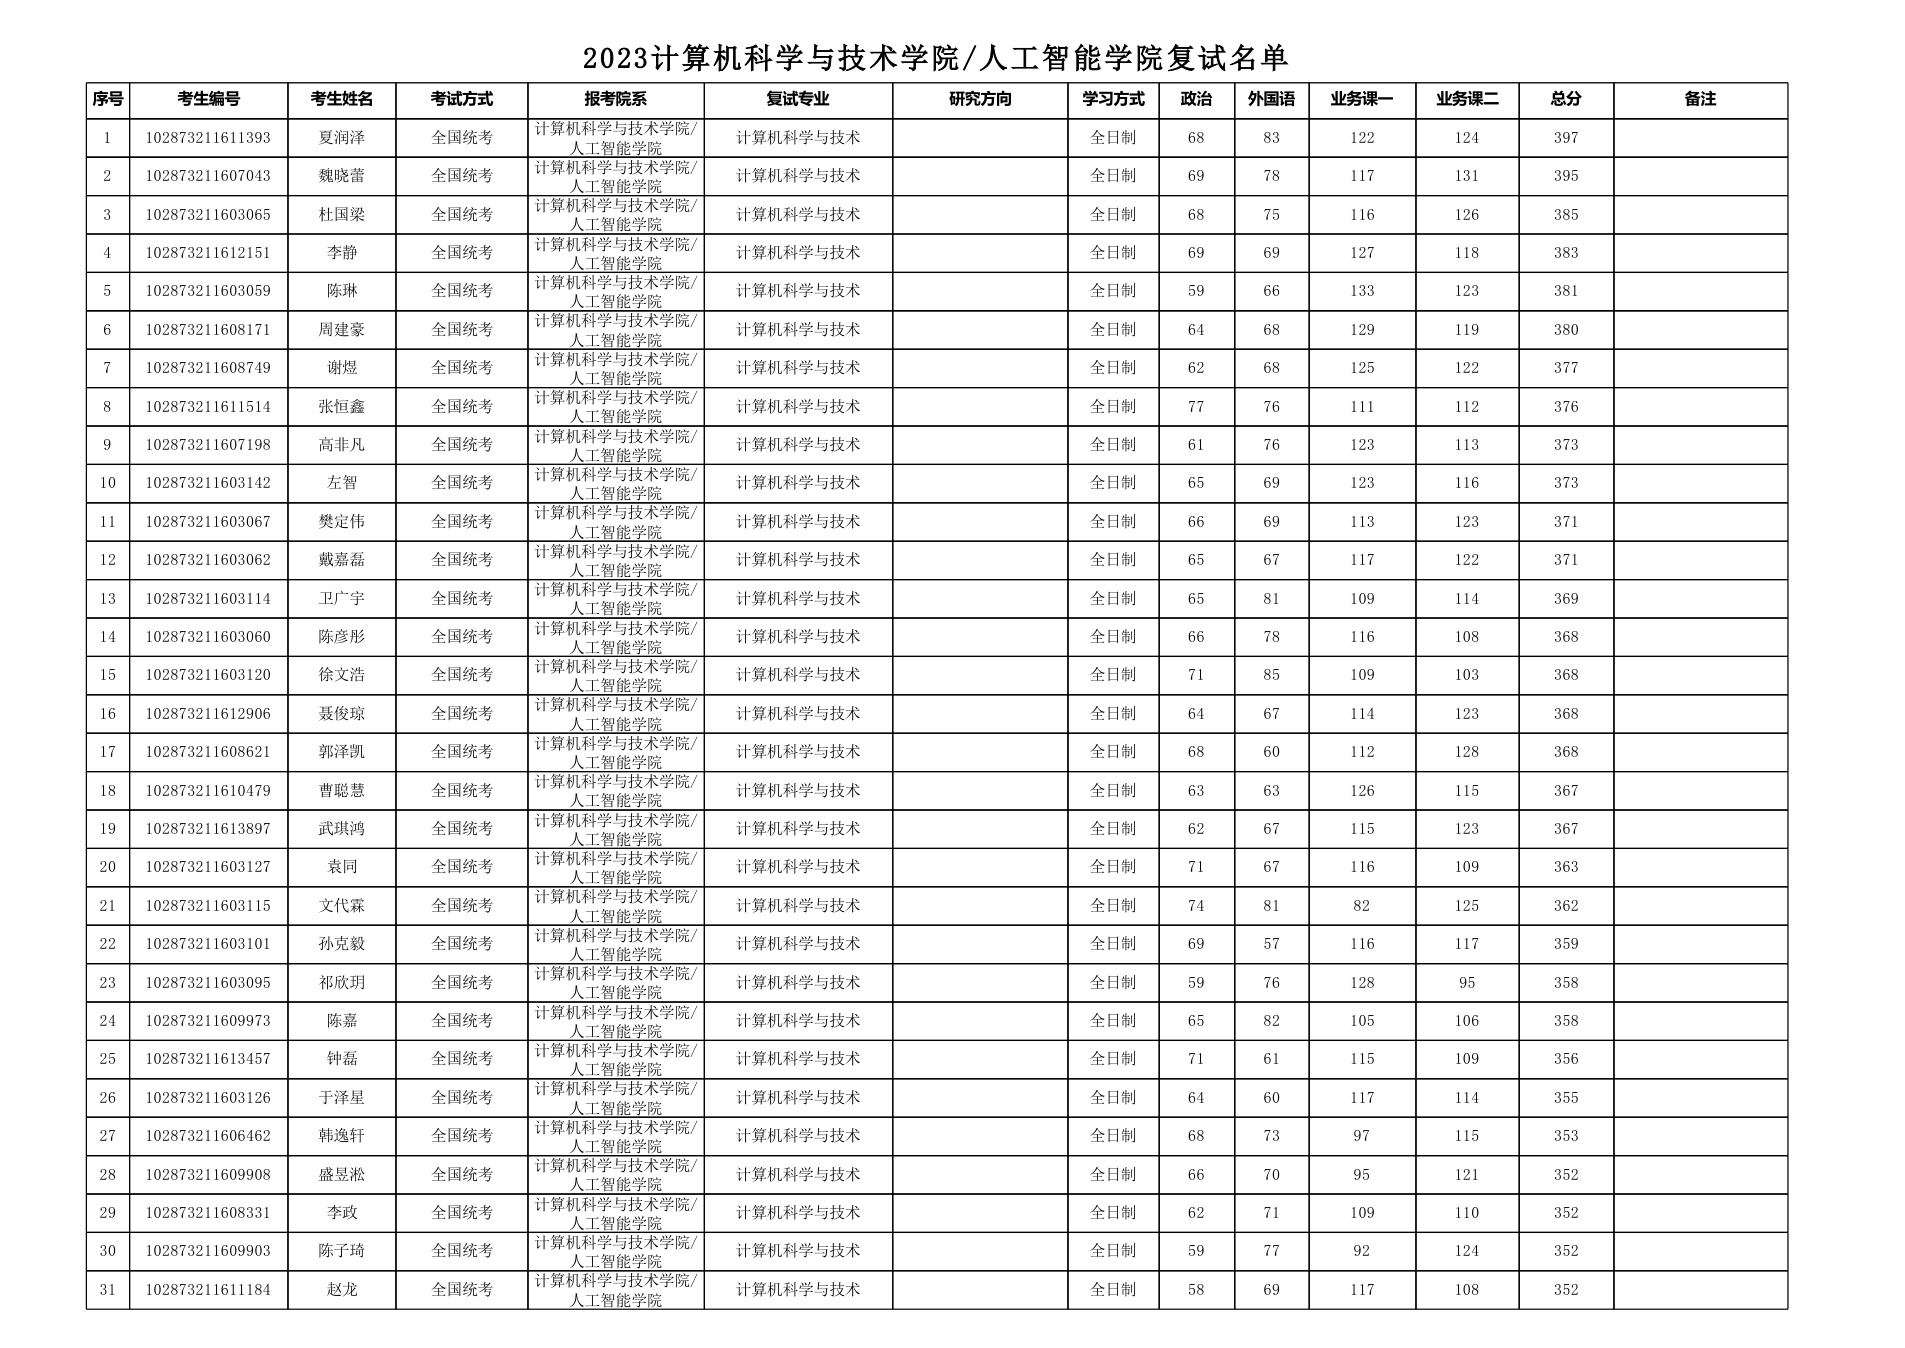 2023计算机科学与技术学院/人工智能学院复试名单
序号 考生编号 考生姓名 考试方式 报考院系 复试专业 研究方向 学习方式 政治 外国语 业务课一 业务课二 总分 备注
1 102873211611393 夏润泽 全国统考 计算机科学与技术学院/人工智能学院 计算机科学与技术 全日制 68 83 122 124 397
2 102873211607043 魏晓蕾 全国统考 计算机科学与技术学院/人工智能学院 计算机科学与技术 全日制 69 78 117 131 395
3 102873211603065 杜国梁 全国统考 计算机科学与技术学院/人工智能学院 计算机科学与技术 全日制 68 75 116 126 385
4 102873211612151 李静 全国统考 计算机科学与技术学院/人工智能学院 计算机科学与技术 全日制 69 69 127 118 383
5 102873211603059 陈琳 全国统考 计算机科学与技术学院/人工智能学院 计算机科学与技术 全日制 59 66 133 123 381
6 102873211608171 周建豪 全国统考 计算机科学与技术学院/人工智能学院 计算机科学与技术 全日制 64 68 129 119 380
7 102873211608749 谢煜 全国统考 计算机科学与技术学院/人工智能学院 计算机科学与技术 全日制 62 68 125 122 377
8 102873211611514 张恒鑫 全国统考 计算机科学与技术学院/人工智能学院 计算机科学与技术 全日制 77 76 111 112 376
9 102873211607198 高非凡 全国统考 计算机科学与技术学院/人工智能学院 计算机科学与技术 全日制 61 76 123 113 373
10 102873211603142 左智 全国统考 计算机科学与技术学院/人工智能学院 计算机科学与技术 全日制 65 69 123 116 373
11 102873211603067 樊定伟 全国统考 计算机科学与技术学院/人工智能学院 计算机科学与技术 全日制 66 69 113 123 371
12 102873211603062 戴嘉磊 全国统考 计算机科学与技术学院/人工智能学院 计算机科学与技术 全日制 65 67 117 122 371
13 102873211603114 卫广宇 全国统考 计算机科学与技术学院/人工智能学院 计算机科学与技术 全日制 65 81 109 114 369
14 102873211603060 陈彦彤 全国统考 计算机科学与技术学院/人工智能学院 计算机科学与技术 全日制 66 78 116 108 368
15 102873211603120 徐文浩 全国统考 计算机科学与技术学院/人工智能学院 计算机科学与技术 全日制 71 85 109 103 368
16 102873211612906 聂俊琼 全国统考 计算机科学与技术学院/人工智能学院 计算机科学与技术 全日制 64 67 114 123 368
17 102873211608621 郭泽凯 全国统考 计算机科学与技术学院/人工智能学院 计算机科学与技术 全日制 68 60 112 128 368
18 102873211610479 曹聪慧 全国统考 计算机科学与技术学院/人工智能学院 计算机科学与技术 全日制 63 63 126 115 367
19 102873211613897 武琪鸿 全国统考 计算机科学与技术学院/人工智能学院 计算机科学与技术 全日制 62 67 115 123 367
20 102873211603127 袁同 全国统考 计算机科学与技术学院/人工智能学院 计算机科学与技术 全日制 71 67 116 109 363
21 102873211603115 文代霖 全国统考 计算机科学与技术学院/人工智能学院 计算机科学与技术 全日制 74 81 82 125 362
22 102873211603101 孙克毅 全国统考 计算机科学与技术学院/人工智能学院 计算机科学与技术 全日制 69 57 116 117 359
23 102873211603095 祁欣玥 全国统考 计算机科学与技术学院/人工智能学院 计算机科学与技术 全日制 59 76 128 95 358
24 102873211609973 陈嘉 全国统考 计算机科学与技术学院/人工智能学院 计算机科学与技术 全日制 65 82 105 106 358
25 102873211613457 钟磊 全国统考 计算机科学与技术学院/人工智能学院 计算机科学与技术 全日制 71 61 115 109 356
26 102873211603126 于泽星 全国统考 计算机科学与技术学院/人工智能学院 计算机科学与技术 全日制 64 60 117 114 355
27 102873211606462 韩逸轩 全国统考 计算机科学与技术学院/人工智能学院 计算机科学与技术 全日制 68 73 97 115 353
28 102873211609908 盛昱淞 全国统考 计算机科学与技术学院/人工智能学院 计算机科学与技术 全日制 66 70 95 121 352
29 102873211608331 李政 全国统考 计算机科学与技术学院/人工智能学院 计算机科学与技术 全日制 62 71 109 110 352
30 102873211609903 陈子琦 全国统考 计算机科学与技术学院/人工智能学院 计算机科学与技术 全日制 59 77 92 124 352
31 102873211611184 赵龙 全国统考 计算机科学与技术学院/人工智能学院 计算机科学与技术 全日制 58 69 117 108 352